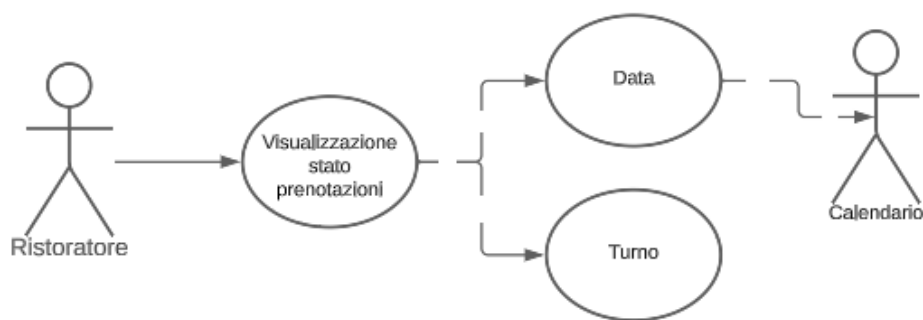 Ristoratore
Visualizzazione
stato
prenotazioni
Data
Turno
Calendario